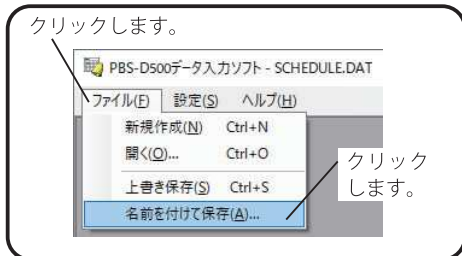 クリックします。
PBS-D500データ入力ソフト - SCHEDULE.DAT
ファイル(F) 設定(S) ヘルプ(H)
新規作成(N) Ctrl+N
開く(O)... Ctrl+O
上書き保存(S) Ctrl+S
名前を付けて保存(A)...
クリック
します。